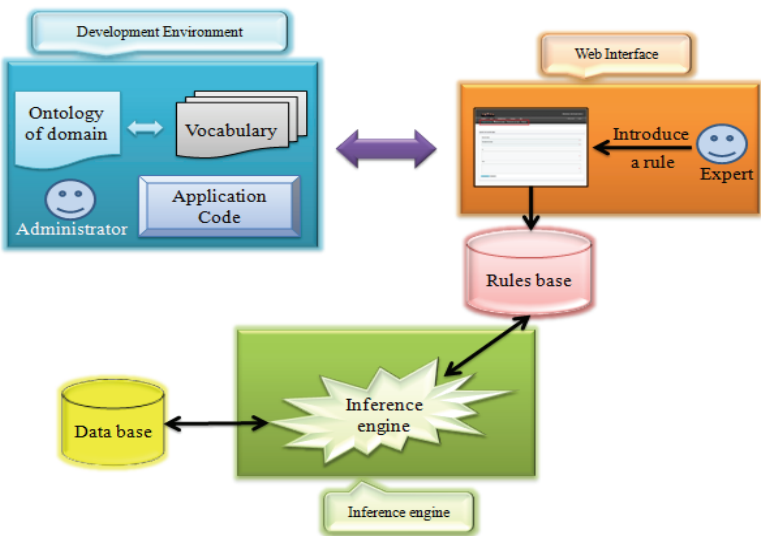 Development Environment
Web Interface
Ontology
of domain
Vocabulary
Administrator
Application
Code
Introduce
a rule
Expert
Rules base
Inference
engine
Data base
Inference engine